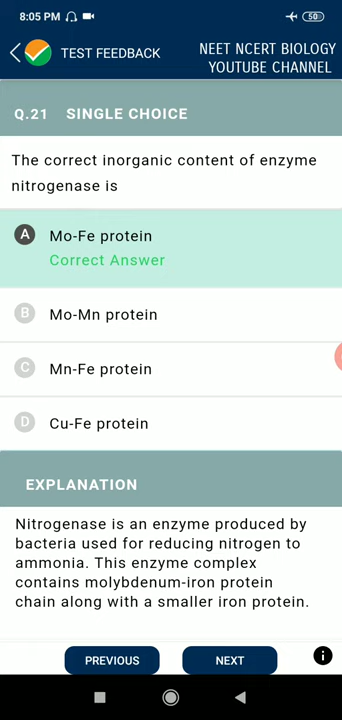 8:05 PM
50
TEST FEEDBACK
NEET NCERT BIOLOGY
YOUTUBE CHANNEL
Q.21 SINGLE CHOICE
The correct inorganic content of enzyme
nitrogenase is
A Mo-Fe protein
Correct Answer
B Mo-Mn protein
C Mn-Fe protein
D Cu-Fe protein
EXPLANATION
Nitrogenase is an enzyme produced by
bacteria used for reducing nitrogen to
ammonia. This enzyme complex
contains molybdenum-iron protein
chain along with a smaller iron protein.
PREVIOUS
NEXT